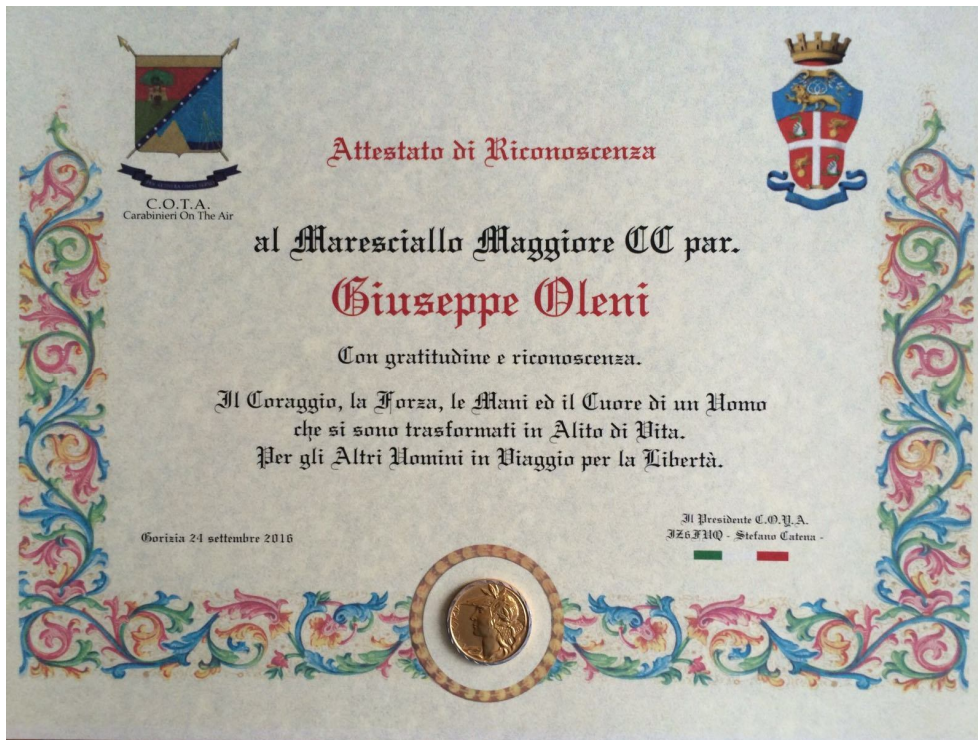 C.O.T.A.
Carabinieri On The Air
Attestato di Riconoscenza
al Maresciallo Maggiore CC par.
Giuseppe Oleni
Con gratitudine e riconoscenza.
Il Coraggio, la Forza, le Mani ed il Cuore di un Uomo
che si sono trasformati in Alito di Vita.
Per gli Altri Uomini in Viaggio per la Libertà.
Gorizia 24 settembre 2016
Il Presidente C.O.T.A.
IZ6FUQ - Stefano Catena -